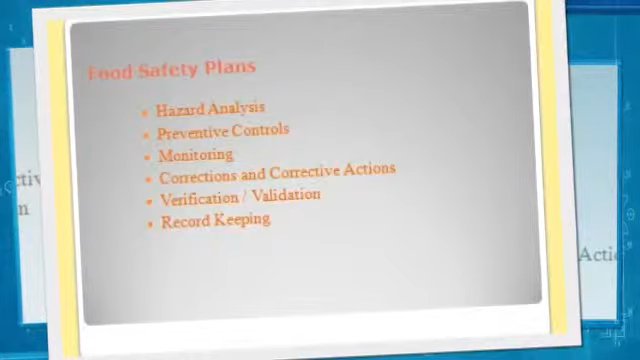 Food Safety Plans
Hazard Analysis
Preventive Controls
Monitoring
Corrections and Corrective Actions
Verification / Validation
Record Keeping